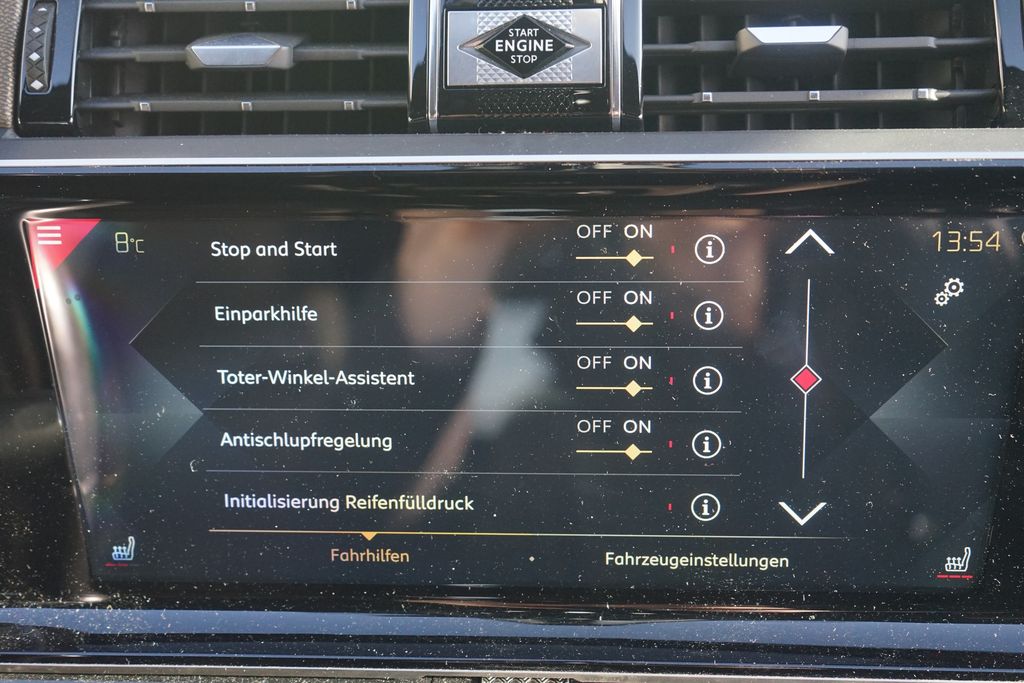 START
ENGINE
STOP
8°C
13:54
Stop and Start OFF ON
Einparkhilfe OFF ON
Toter-Winkel-Assistent OFF ON
Antischlupfregelung OFF ON
Initialisierung Reifenfülldruck
Fahrhilfen
Fahrzeugeinstellungen